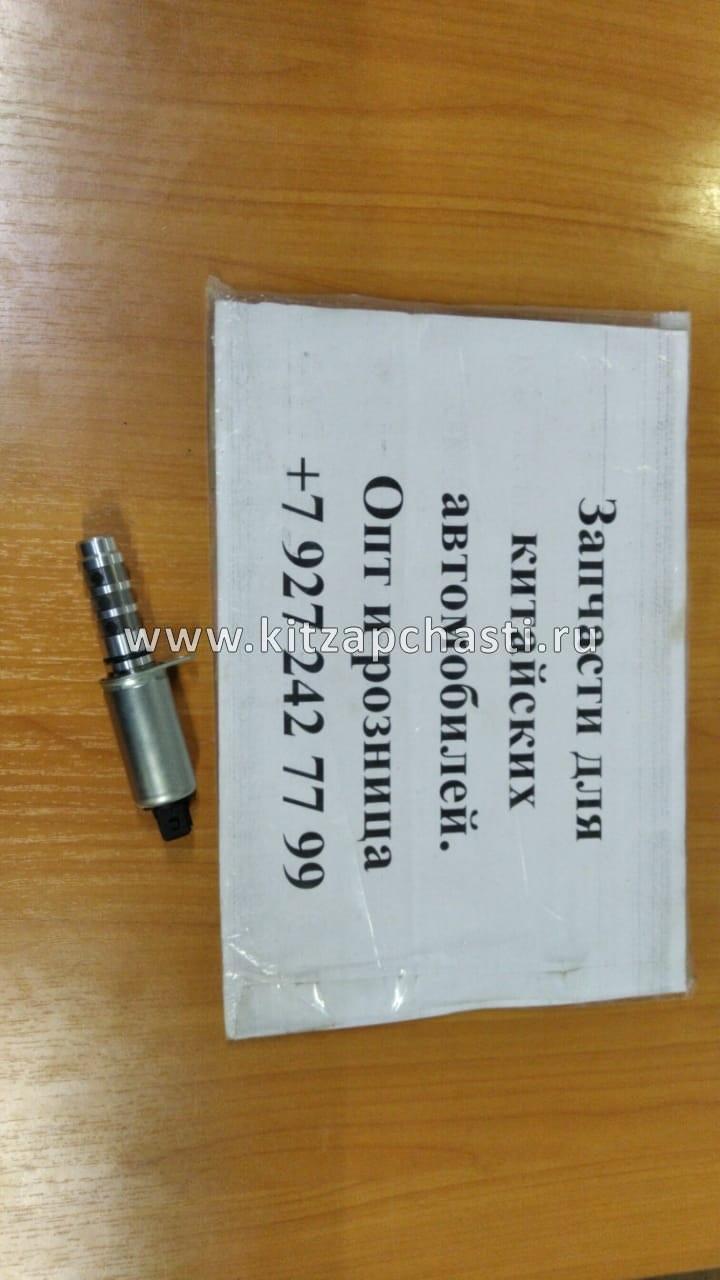 Запчасти для
китайских
автомобилей.
Опт и розница
+7 927 242 77 99
www.kitzapchasti.ru